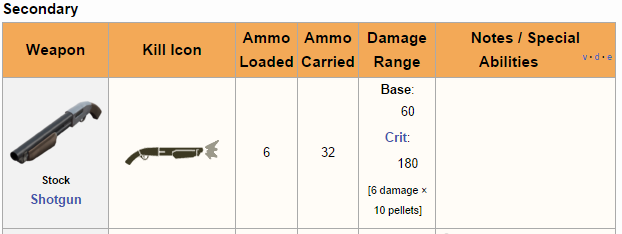 Secondary
Weapon
Kill Icon
Ammo
Loaded
Ammo
Carried
Damage
Range
Notes / Special
Abilities
v • d • e
Stock
Shotgun
6
32
Base:
60
Crit:
180
[6 damage ×
10 pellets]